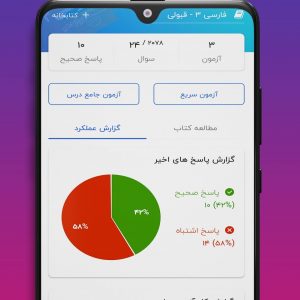 فارسی ۳ - قبولی
+ کتابخانه
۳
۲۴ / ۲۰۷۸
۱۰
آزمون
سوال
پاسخ صحیح
آزمون سریع
آزمون جامع درس
مطالعه کتاب
گزارش عملکرد
گزارش پاسخ های اخیر
پاسخ صحیح
۱۰ (۴۲%)
پاسخ اشتباه
۱۴ (۵۸%)
۴۲%
۵۸%